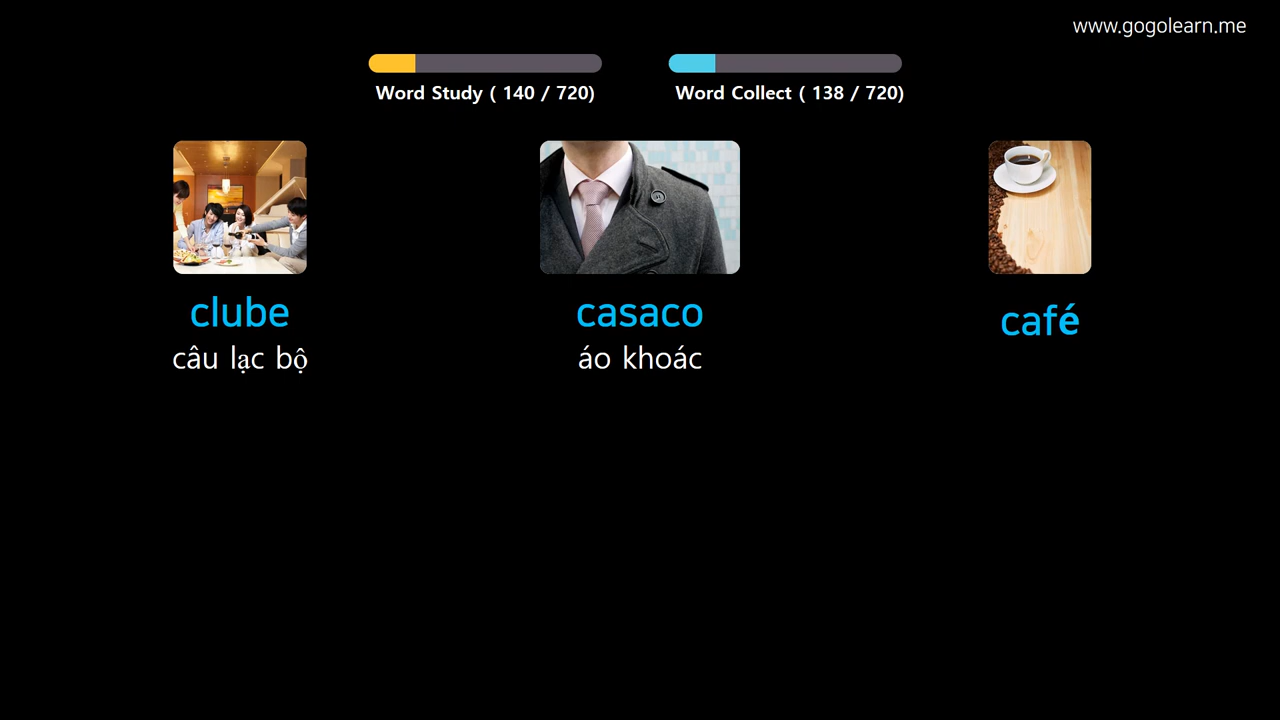 www.gogolearn.me
Word Study ( 140 / 720)
Word Collect ( 138 / 720)
clube
câu lạc bộ
casaco
áo khoác
café